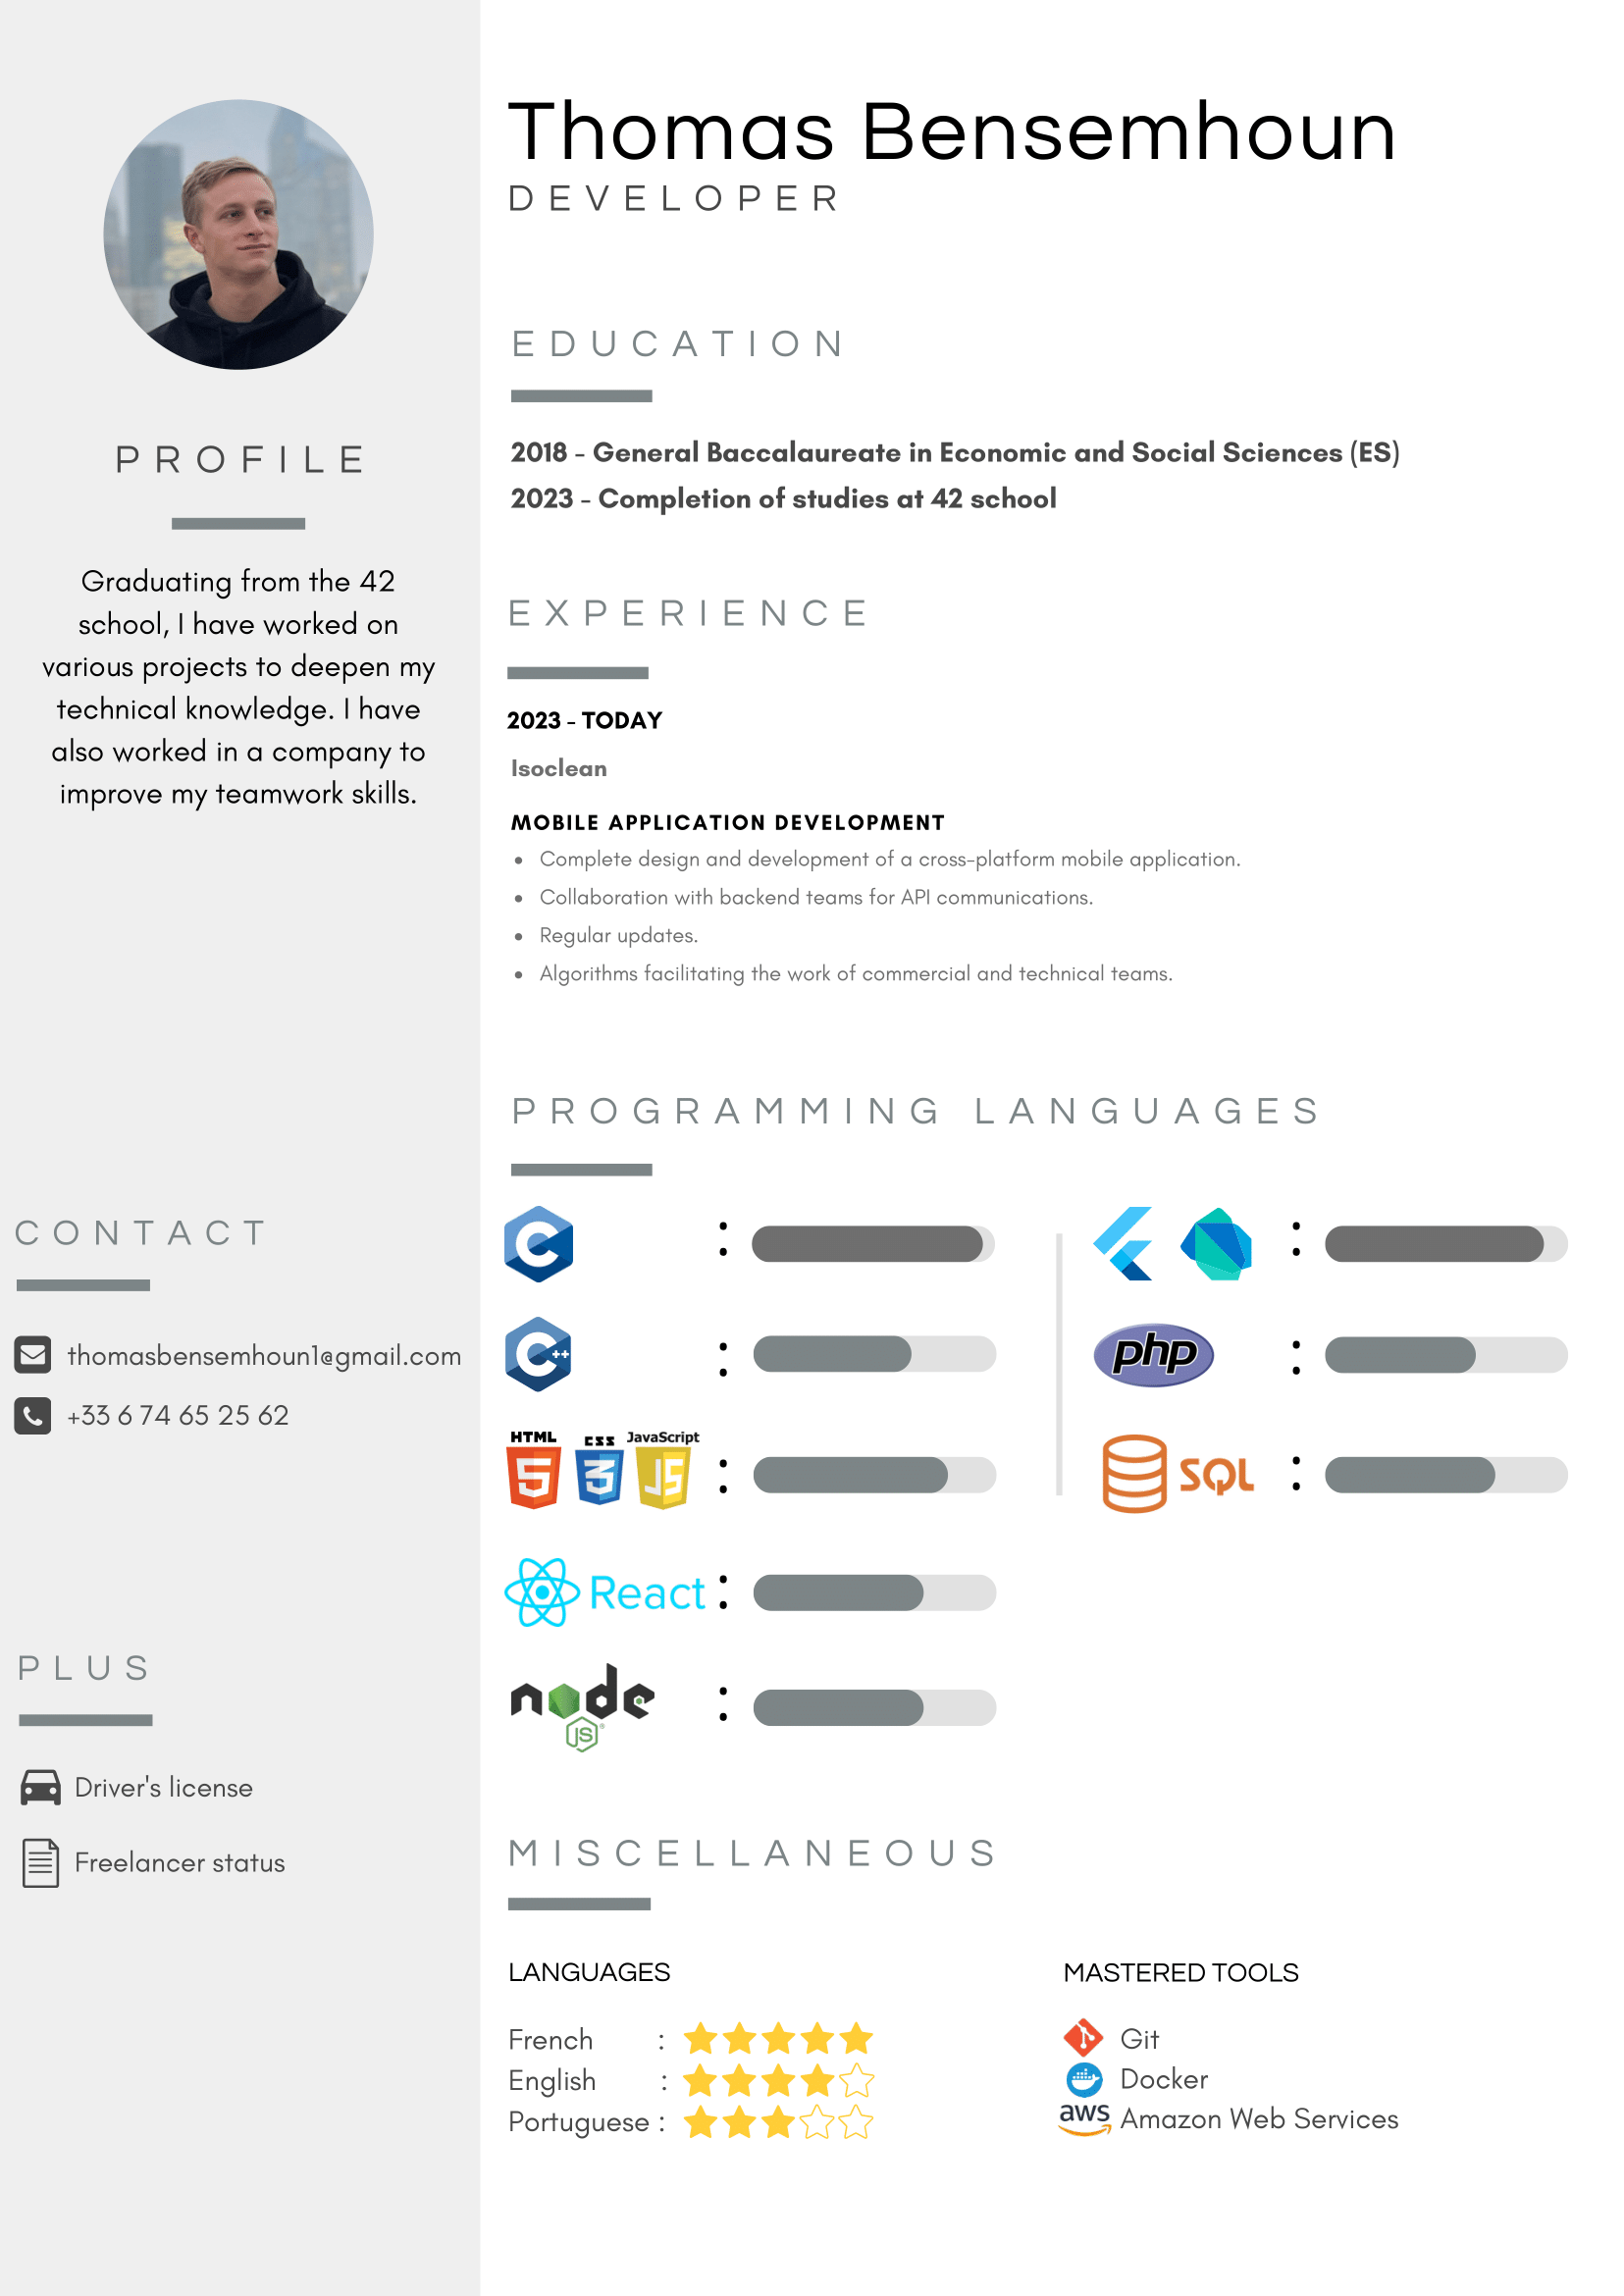 Thomas Bensemhoun
DEVELOPER
PROFILE
Graduating from the 42
school, I have worked on
various projects to deepen my
technical knowledge. I have
also worked in a company to
improve my teamwork skills.
CONTACT
thomasbensemhoun1@gmail.com
+33 6 74 65 25 62
PLUS
Driver's license
Freelancer status
EDUCATION
2018 - General Baccalaureate in Economic and Social Sciences (ES)
2023 - Completion of studies at 42 school
EXPERIENCE
2023 - TODAY
Isoclean
MOBILE APPLICATION DEVELOPMENT
• Complete design and development of a cross-platform mobile application.
• Collaboration with backend teams for API communications.
• Regular updates.
• Algorithms facilitating the work of commercial and technical teams.
PROGRAMMING LANGUAGES
C :
C++ :
HTML CSS JavaScript
5 3 JS :
React :
node
JS®  :
:
php :
SQL :
MISCELLANEOUS
LANGUAGES
French :
English :
Portuguese :
MASTERED TOOLS
Git
Docker
aws Amazon Web Services